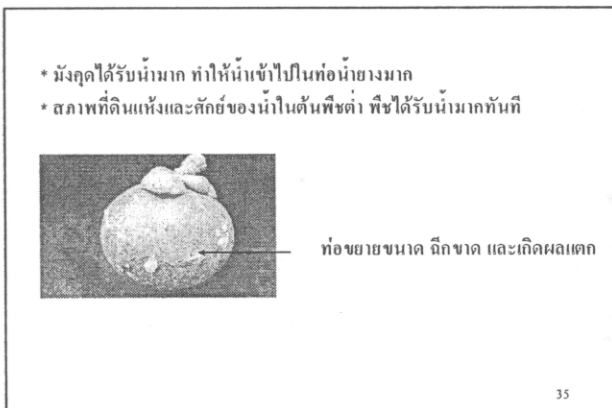 * มังคุดได้รับน้ำมาก ทำให้น้ำเข้าไปในท่อน้ำยางมาก
* สภาพที่ดินแห้งและศักย์ของน้ำในต้นพืชต่ำ พืชได้รับน้ำมากทันที
ท่อขยายขนาด ฉีกขาด และเกิดผลแตก
35